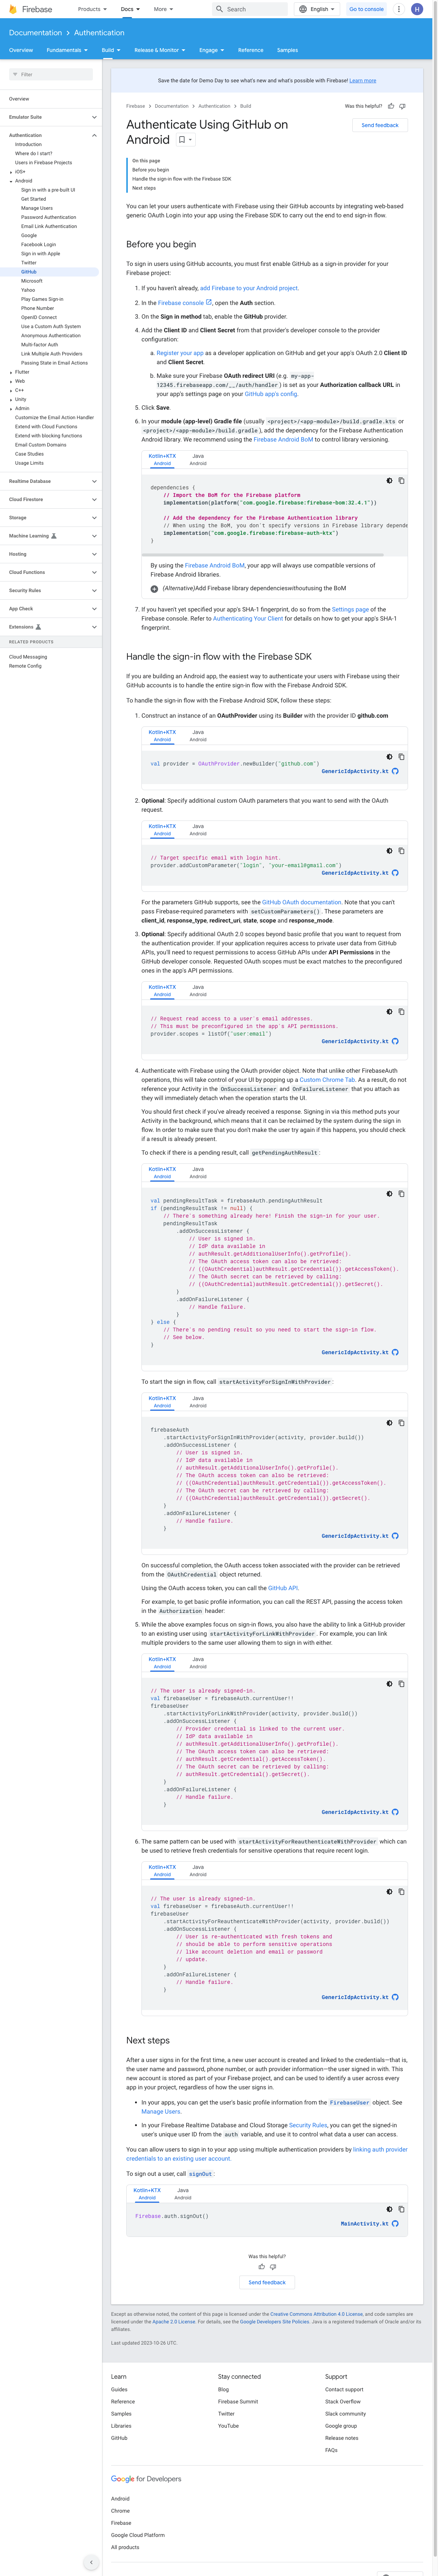 Firebase
Products
Docs
More
Search
English
Go to console
H
Documentation
Authentication
Overview
Fundamentals
Build
Release & Monitor
Engage
Reference
Samples
Filter
Overview
Emulator Suite
Authentication
Introduction
Where do I start?
Users in Firebase Projects
iOS+
Android
Sign in with a pre-built UI
Get Started
Manage Users
Password Authentication
Email Link Authentication
Google
Facebook Login
Sign in with Apple
Twitter
GitHub
Microsoft
Yahoo
Play Games Sign-in
Phone Number
OpenID Connect
Use a Custom Auth System
Anonymous Authentication
Multi-factor Auth
Link Multiple Auth Providers
Passing State in Email Actions
Flutter
Web
C++
Unity
Admin
Customize the Email Action Handler
Extend with Cloud Functions
Extend with blocking functions
Email Custom Domains
Case Studies
Usage Limits
Realtime Database
Cloud Firestore
Storage
Machine Learning
Hosting
Cloud Functions
Security Rules
App Check
Extensions
RELATED PRODUCTS
Cloud Messaging
Remote Config
Save the date for Demo Day to see what's new and what's possible with Firebase! Learn more
Firebase
Documentation
Authentication
Build
Was this helpful?
Authenticate Using GitHub on
Android
Send feedback
On this page
Before you begin
Handle the sign-in flow with the Firebase SDK
Next steps
You can let your users authenticate with Firebase using their GitHub accounts by integrating web-based
generic OAuth Login into your app using the Firebase SDK to carry out the end to end sign-in flow.
Before you begin
To sign in users using GitHub accounts, you must first enable GitHub as a sign-in provider for your
Firebase project:
1. If you haven't already, add Firebase to your Android project.
2. In the Firebase console, open the Auth section.
3. On the Sign in method tab, enable the GitHub provider.
4. Add the Client ID and Client Secret from that provider's developer console to the provider
configuration:
a. Register your app as a developer application on GitHub and get your app's OAuth 2.0 Client ID
and Client Secret.
b. Make sure your Firebase OAuth redirect URI (e.g. my-app-
12345.firebaseapp.com/__/auth/handler) is set as your Authorization callback URL in
your app's settings page on your GitHub app's config.
5. Click Save.
6. In your module (app-level) Gradle file (usually <project>/<app-module>/build.gradle.kts or
<project>/<app-module>/build.gradle), add the dependency for the Firebase Authentication
Android library. We recommend using the Firebase Android BoM to control library versioning.
Kotlin+KTX
Android
Java
Android
dependencies {
// Import the BoM for the Firebase platform
implementation(platform("com.google.firebase:firebase-bom:32.4.1"))
// Add the dependency for the Firebase Authentication library
// When using the BoM, you don't specify versions in Firebase library depende
implementation("com.google.firebase:firebase-auth-ktx")
}
By using the Firebase Android BoM, your app will always use compatible versions of
Firebase Android libraries.
(Alternative)Add Firebase library dependencieswithoutusing the BoM
7. If you haven't yet specified your app's SHA-1 fingerprint, do so from the Settings page of the
Firebase console. Refer to Authenticating Your Client for details on how to get your app's SHA-1
fingerprint.
Handle the sign-in flow with the Firebase SDK
If you are building an Android app, the easiest way to authenticate your users with Firebase using their
GitHub accounts is to handle the entire sign-in flow with the Firebase Android SDK.
To handle the sign-in flow with the Firebase Android SDK, follow these steps:
1. Construct an instance of an OAuthProvider using its Builder with the provider ID github.com
Kotlin+KTX
Android
Java
Android
val provider = OAuthProvider.newBuilder("github.com")
GenericIdpActivity.kt
2. Optional: Specify additional custom OAuth parameters that you want to send with the OAuth
request.
Kotlin+KTX
Android
Java
Android
// Target specific email with login hint.
provider.addCustomParameter("login", "your-email@gmail.com")
GenericIdpActivity.kt
For the parameters GitHub supports, see the GitHub OAuth documentation. Note that you can't
pass Firebase-required parameters with setCustomParameters(). These parameters are
client_id, response_type, redirect_uri, state, scope and response_mode.
3. Optional: Specify additional OAuth 2.0 scopes beyond basic profile that you want to request from
the authentication provider. If your application requires access to private user data from GitHub
APIs, you'll need to request permissions to access GitHub APIs under API Permissions in the
GitHub developer console. Requested OAuth scopes must be exact matches to the preconfigured
ones in the app's API permissions.
Kotlin+KTX
Android
Java
Android
// Request read access to a user's email addresses.
// This must be preconfigured in the app's API permissions.
provider.scopes = listOf("user:email")
GenericIdpActivity.kt
4. Authenticate with Firebase using the OAuth provider object. Note that unlike other FirebaseAuth
operations, this will take control of your UI by popping up a Custom Chrome Tab. As a result, do not
reference your Activity in the OnSuccessListener and OnFailureListener that you attach as
they will immediately detach when the operation starts the UI.
You should first check if you've already received a response. Signing in via this method puts your
Activity in the background, which means that it can be reclaimed by the system during the sign in
flow. In order to make sure that you don't make the user try again if this happens, you should check
if a result is already present.
To check if there is a pending result, call getPendingAuthResult:
Kotlin+KTX
Android
Java
Android
val pendingResultTask = firebaseAuth.pendingAuthResult
if (pendingResultTask != null) {
// There's something already here! Finish the sign-in for your user.
pendingResultTask
.addOnSuccessListener {
// User is signed in.
// IdP data available in
// authResult.getAdditionalUserInfo().getProfile().
// The OAuth access token can also be retrieved:
// ((OAuthCredential)authResult.getCredential()).getAccessToken().
// The OAuth secret can be retrieved by calling:
// ((OAuthCredential)authResult.getCredential()).getSecret().
}
.addOnFailureListener {
// Handle failure.
}
} else {
// There's no pending result so you need to start the sign-in flow.
// See below.
}
GenericIdpActivity.kt
To start the sign in flow, call startActivityForSignInWithProvider:
Kotlin+KTX
Android
Java
Android
firebaseAuth
.startActivityForSignInWithProvider(activity, provider.build())
.addOnSuccessListener {
// User is signed in.
// IdP data available in
// authResult.getAdditionalUserInfo().getProfile().
// The OAuth access token can also be retrieved:
// ((OAuthCredential)authResult.getCredential()).getAccessToken().
// The OAuth secret can be retrieved by calling:
// ((OAuthCredential)authResult.getCredential()).getSecret().
}
.addOnFailureListener {
// Handle failure.
}
GenericIdpActivity.kt
On successful completion, the OAuth access token associated with the provider can be retrieved
from the OAuthCredential object returned.
Using the OAuth access token, you can call the GitHub API.
For example, to get basic profile information, you can call the REST API, passing the access token
in the Authorization header:
5. While the above examples focus on sign-in flows, you also have the ability to link a GitHub provider
to an existing user using startActivityForLinkWithProvider. For example, you can link
multiple providers to the same user allowing them to sign in with either.
Kotlin+KTX
Android
Java
Android
// The user is already signed-in.
val firebaseUser = firebaseAuth.currentUser!!
firebaseUser
.startActivityForLinkWithProvider(activity, provider.build())
.addOnSuccessListener {
// Provider credential is linked to the current user.
// IdP data available in
// authResult.getAdditionalUserInfo().getProfile().
// The OAuth access token can also be retrieved:
// authResult.getCredential().getAccessToken().
// The OAuth secret can be retrieved by calling:
// authResult.getCredential().getSecret().
}
.addOnFailureListener {
// Handle failure.
}
GenericIdpActivity.kt
6. The same pattern can be used with startActivityForReauthenticateWithProvider which can
be used to retrieve fresh credentials for sensitive operations that require recent login.
Kotlin+KTX
Android
Java
Android
// The user is already signed-in.
val firebaseUser = firebaseAuth.currentUser!!
firebaseUser
.startActivityForReauthenticateWithProvider(activity, provider.build())
.addOnSuccessListener {
// User is re-authenticated with fresh tokens and
// should be able to perform sensitive operations
// like account deletion and email or password
// update.
}
.addOnFailureListener {
// Handle failure.
}
GenericIdpActivity.kt
Next steps
After a user signs in for the first time, a new user account is created and linked to the credentials—that is,
the user name and password, phone number, or auth provider information—the user signed in with. This
new account is stored as part of your Firebase project, and can be used to identify a user across every app
in your project, regardless of how the user signs in.
In your apps, you can get the user's basic profile information from the FirebaseUser object. See
Manage Users.
In your Firebase Realtime Database and Cloud Storage Security Rules, you can get the signed-in
user's unique user ID from the auth variable, and use it to control what data a user can access.
You can allow users to sign in to your app using multiple authentication providers by linking auth provider
credentials to an existing user account.
To sign out a user, call signOut:
Kotlin+KTX
Android
Java
Android
Firebase.auth.signOut()
MainActivity.kt
Was this helpful?
Send feedback
Except as otherwise noted, the content of this page is licensed under the Creative Commons Attribution 4.0 License, and code samples are
licensed under the Apache 2.0 License. For details, see the Google Developers Site Policies. Java is a registered trademark of Oracle and/or its
affiliates.
Last updated 2023-10-26 UTC.
Learn
Guides
Reference
Samples
Libraries
GitHub
Stay connected
Blog
Firebase Summit
Twitter
YouTube
Support
Contact support
Stack Overflow
Slack community
Google group
Release notes
FAQs
Google for Developers
Android
Chrome
Firebase
Google Cloud Platform
All products